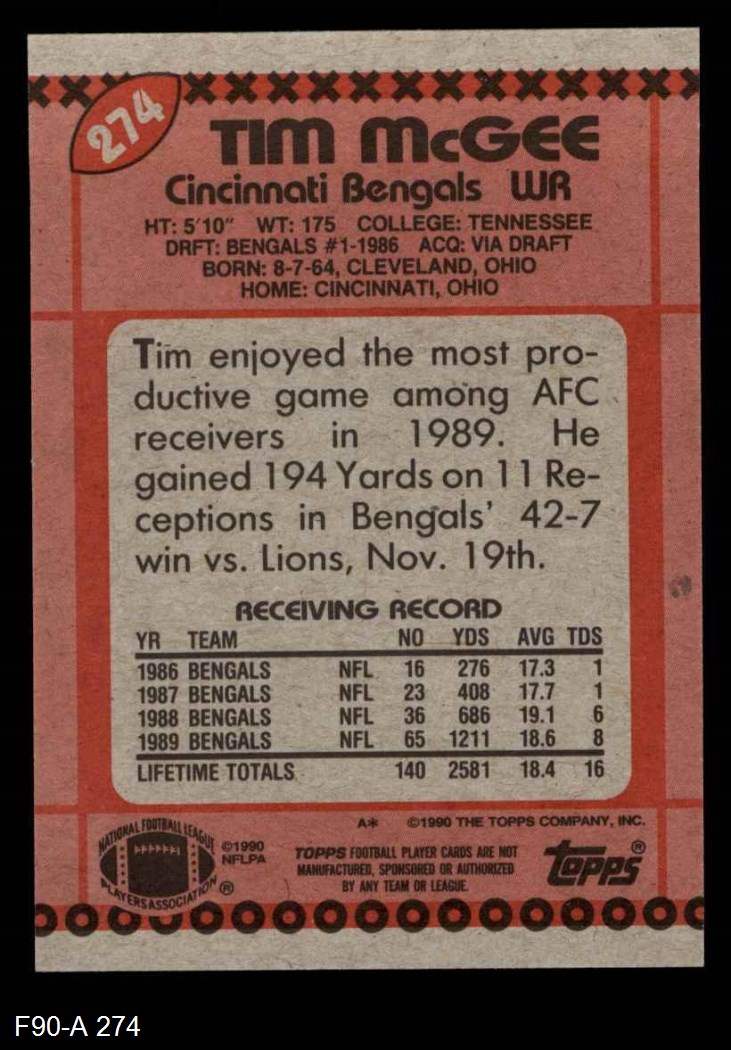 274
TIM McGEE
Cincinnati Bengals WR
HT: 5'10" WT: 175 COLLEGE: TENNESSEE
DRFT: BENGALS #1-1986 ACQ: VIA DRAFT
BORN: 8-7-64, CLEVELAND, OHIO
HOME: CINCINNATI, OHIO
Tim enjoyed the most pro-
ductive game among AFC
receivers in 1989. He
gained 194 Yards on 11 Re-
ceptions in Bengals' 42-7
win vs. Lions, Nov. 19th.
RECEIVING RECORD
YR TEAM NO YDS AVG TDS
1986 BENGALS NFL 16 276 17.3 1
1987 BENGALS NFL 23 408 17.7 1
1988 BENGALS NFL 36 686 19.1 6
1989 BENGALS NFL 65 1211 18.6 8
LIFETIME TOTALS 140 2581 18.4 16
A* ©1990 THE TOPPS COMPANY, INC.
NATIONAL FOOTBALL LEAGUE
PLAYERS ASSOCIATION ®
©1990
NFLPA
TOPPS FOOTBALL PLAYER CARDS ARE NOT
MANUFACTURED, SPONSORED OR AUTHORIZED
BY ANY TEAM OR LEAGUE.
topps®
F90-A 274